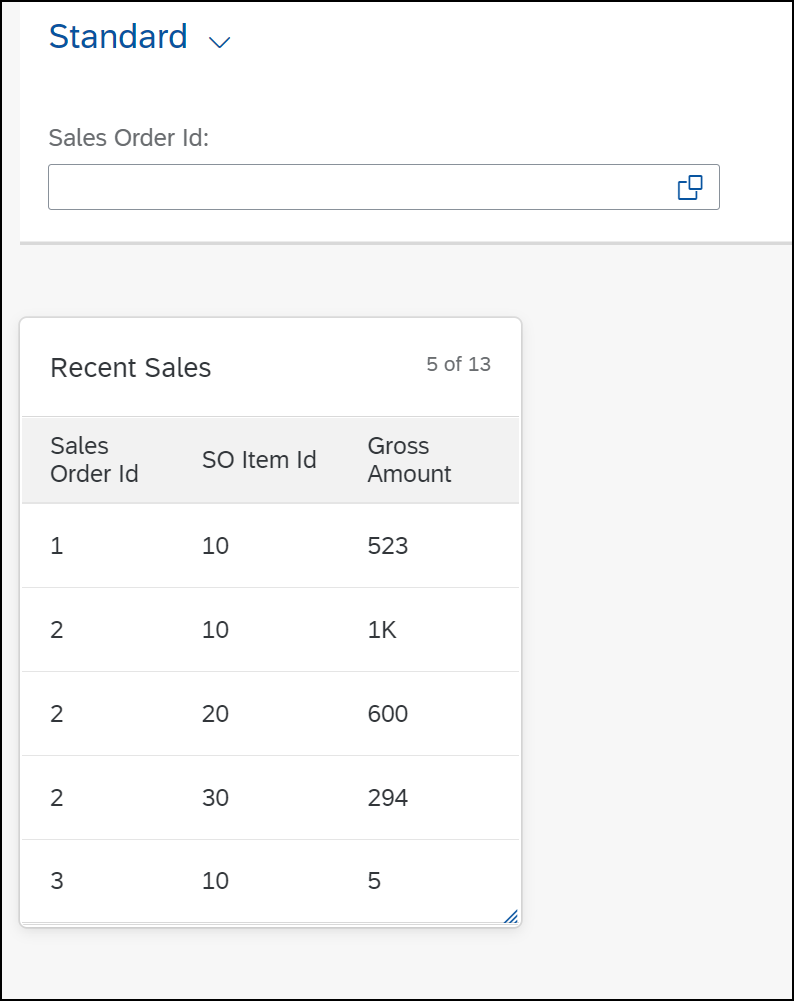 Standard
Sales Order Id:
Recent Sales 5 of 13
Sales Order Id SO Item Id Gross Amount
1 10 523
2 10 1K
2 20 600
2 30 294
3 10 5